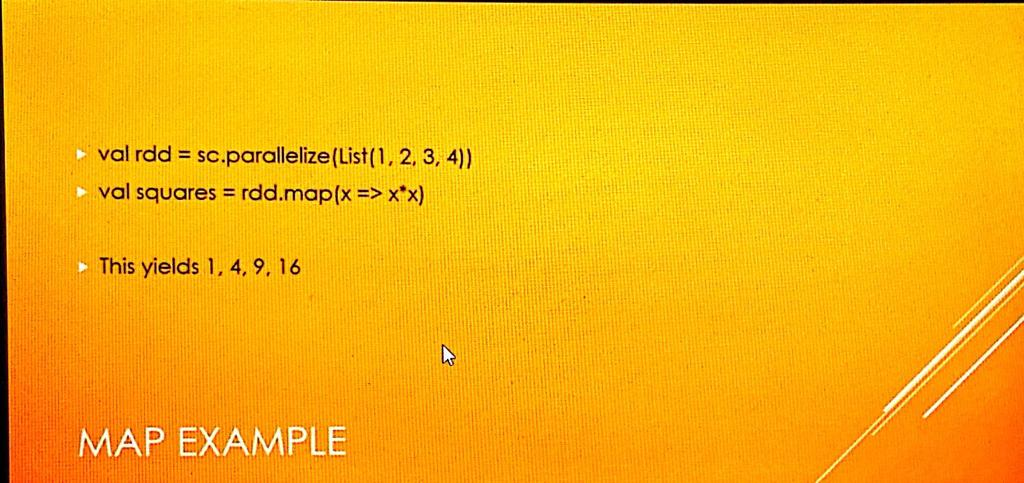 val rdd = sc.parallelize(List(1, 2, 3, 4))
val squares = rdd.map(x => x*x)
This yields 1, 4, 9, 16
MAP EXAMPLE